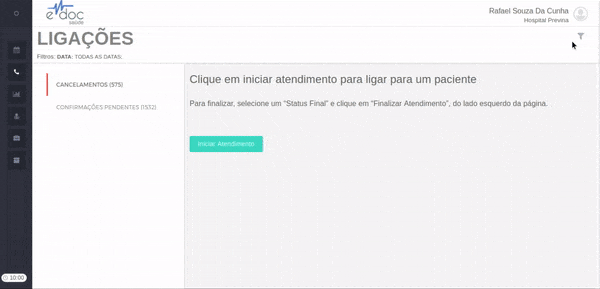 e doc
saúde
Rafael Souza Da Cunha
Hospital Previna
LIGAÇÕES
Filtros: DATA: TODAS AS DATAS;
CANCELAMENTOS (575)
CONFIRMAÇÕES PENDENTES (1532)
Clique em iniciar atendimento para ligar para um paciente
Para finalizar, selecione um “Status Final” e clique em “Finalizar Atendimento”, do lado esquerdo da página.
Iniciar Atendimento
10:00